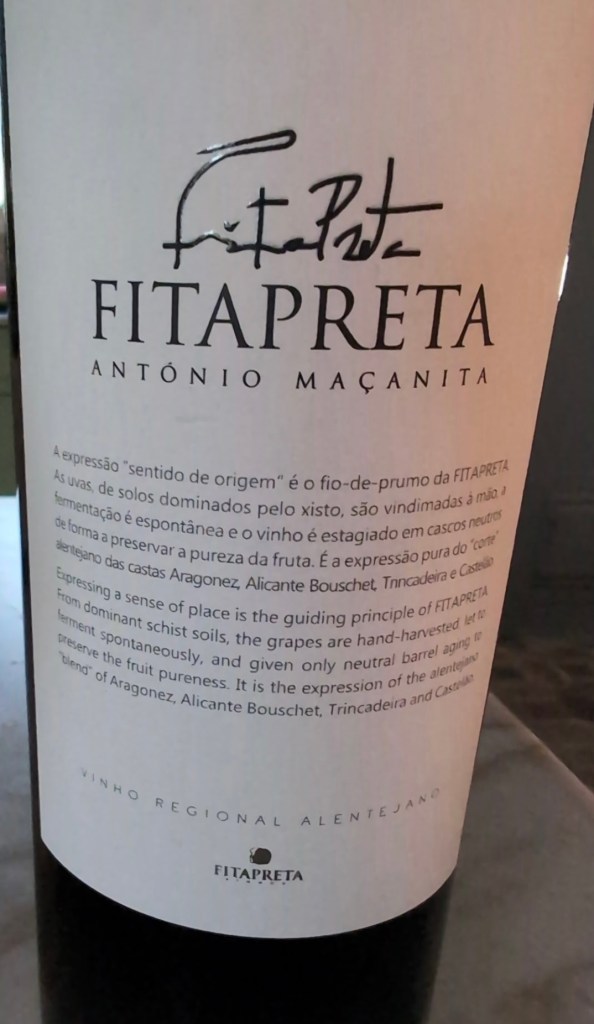 FitaPreta
FITAPRETA
ANTÓNIO MAÇANITA
A expressão "sentido de origem" é o fio-de-prumo da FITAPRETA
As uvas, de solos dominados pelo xisto, são vindimadas à mão, a
fermentação é espontânea e o vinho é estagiado em cascos neutros
de forma a preservar a pureza da fruta. É a expressão pura do "corte"
alentejano das castas Aragonez, Alicante Bouschet, Trincadeira e Castelão
Expressing a sense of place is the guiding principle of FITAPRETA
From dominant schist soils, the grapes are hand-harvested let to
ferment spontaneously, and given only neutral barrel aging to
preserve the fruit pureness. It is the expression of the alentejano
"blend" of Aragonez, Alicante Bouschet, Trincadeira and Castelão
VINHO REGIONAL ALENTEJANO
FITAPRETA